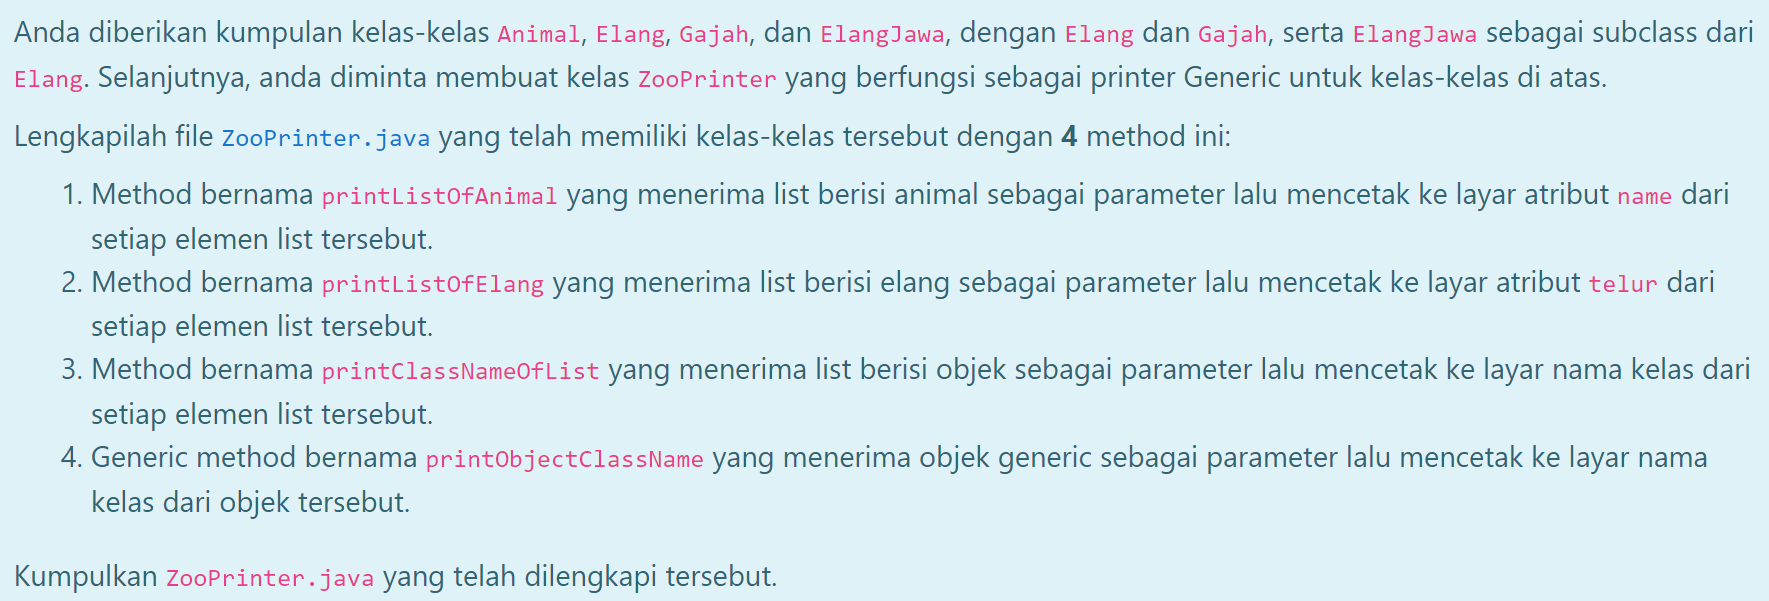 Anda diberikan kumpulan kelas-kelas Animal, Elang, Gajah, dan ElangJawa, dengan Elang dan Gajah, serta ElangJawa sebagai subclass dari
Elang. Selanjutnya, anda diminta membuat kelas ZooPrinter yang berfungsi sebagai printer Generic untuk kelas-kelas di atas.
Lengkapilah file ZooPrinter.java yang telah memiliki kelas-kelas tersebut dengan 4 method ini:
1. Method bernama printListOfAnimal yang menerima list berisi animal sebagai parameter lalu mencetak ke layar atribut name dari
setiap elemen list tersebut.
2. Method bernama printListOfElang yang menerima list berisi elang sebagai parameter lalu mencetak ke layar atribut telur dari
setiap elemen list tersebut.
3. Method bernama printClassNameOfList yang menerima list berisi objek sebagai parameter lalu mencetak ke layar nama kelas dari
setiap elemen list tersebut.
4. Generic method bernama printObjectClassName yang menerima objek generic sebagai parameter lalu mencetak ke layar nama
kelas dari objek tersebut.
Kumpulkan ZooPrinter.java yang telah dilengkapi tersebut.